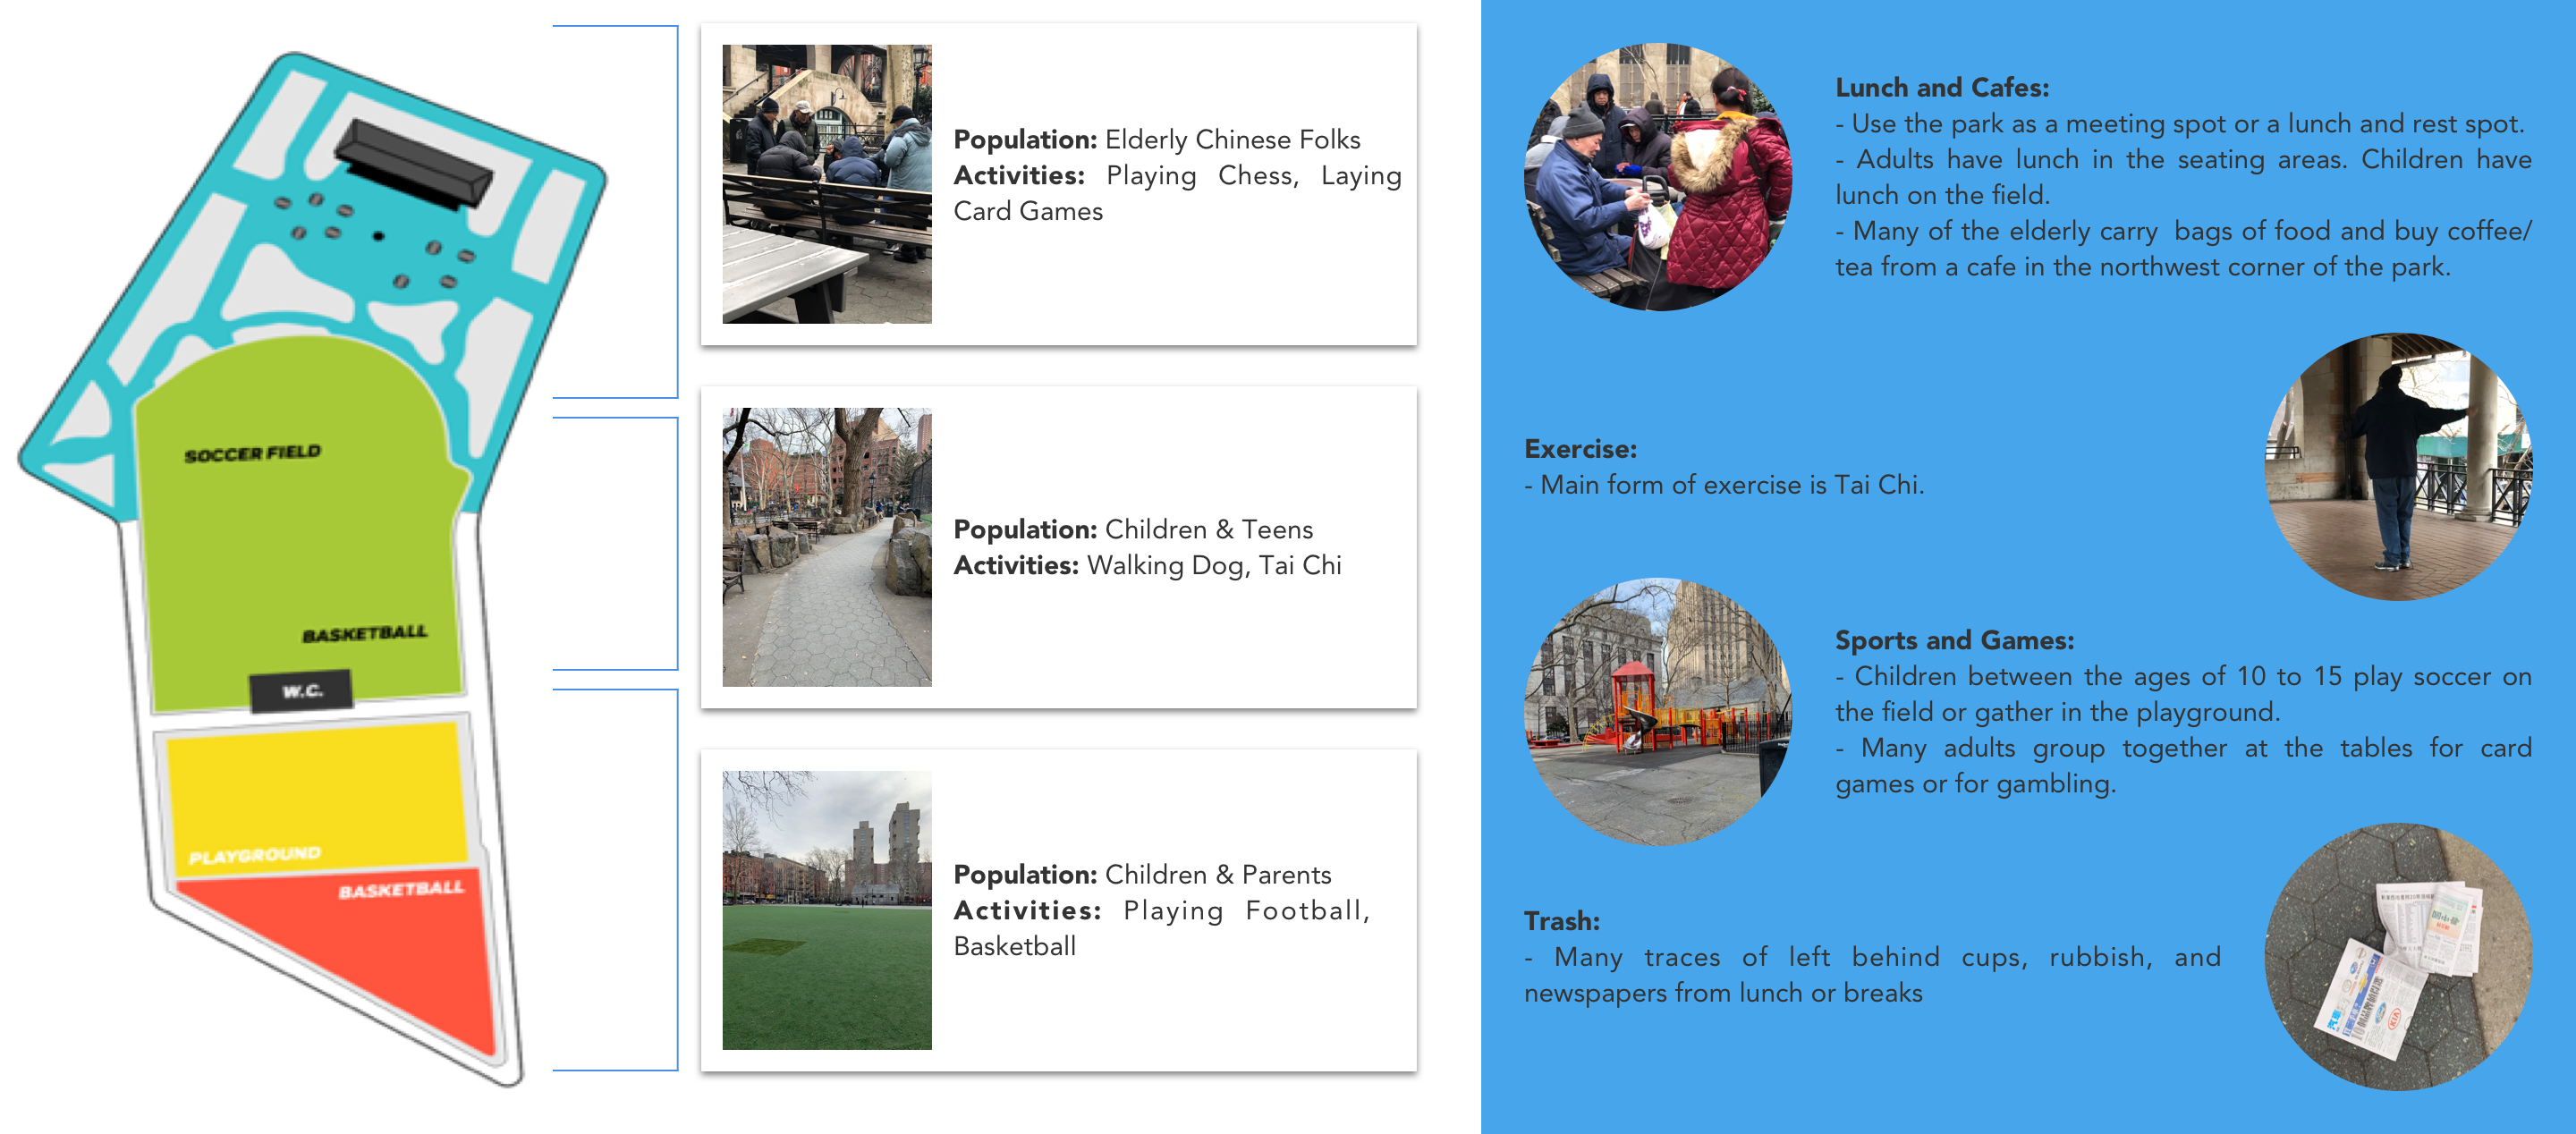 SOCCER FIELD
BASKETBALL
W.C.
PLAYGROUND
BASKETBALL
Population: Elderly Chinese Folks
Activities: Playing Chess, Laying
Card Games
Population: Children & Teens
Activities: Walking Dog, Tai Chi
Population: Children & Parents
Activities: Playing Football,
Basketball
Lunch and Cafes:
- Use the park as a meeting spot or a lunch and rest spot.
- Adults have lunch in the seating areas. Children have
lunch on the field.
- Many of the elderly carry bags of food and buy coffee/
tea from a cafe in the northwest corner of the park.
Exercise:
- Main form of exercise is Tai Chi.
Sports and Games:
- Children between the ages of 10 to 15 play soccer on
the field or gather in the playground.
- Many adults group together at the tables for card
games or for gambling.
Trash:
- Many traces of left behind cups, rubbish, and
newspapers from lunch or breaks
KIA